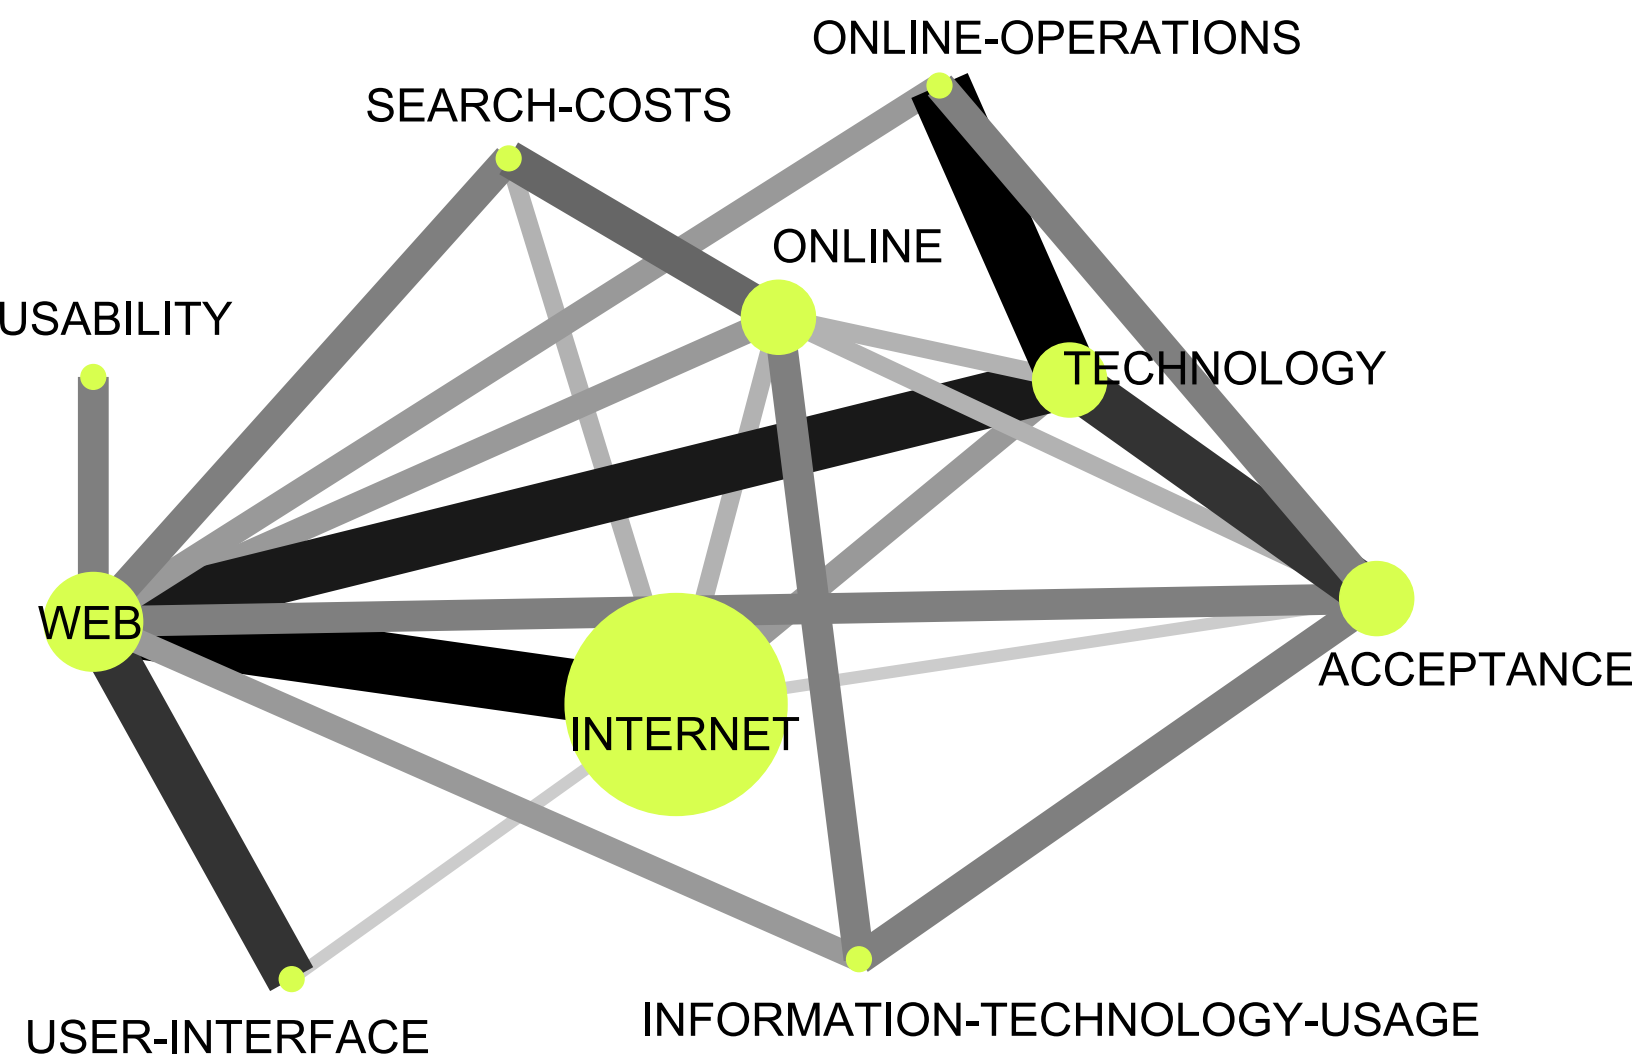 ONLINE-OPERATIONS
SEARCH-COSTS
ONLINE
USABILITY
TECHNOLOGY
WEB
ACCEPTANCE
INTERNET
INFORMATION-TECHNOLOGY-USAGE
USER-INTERFACE